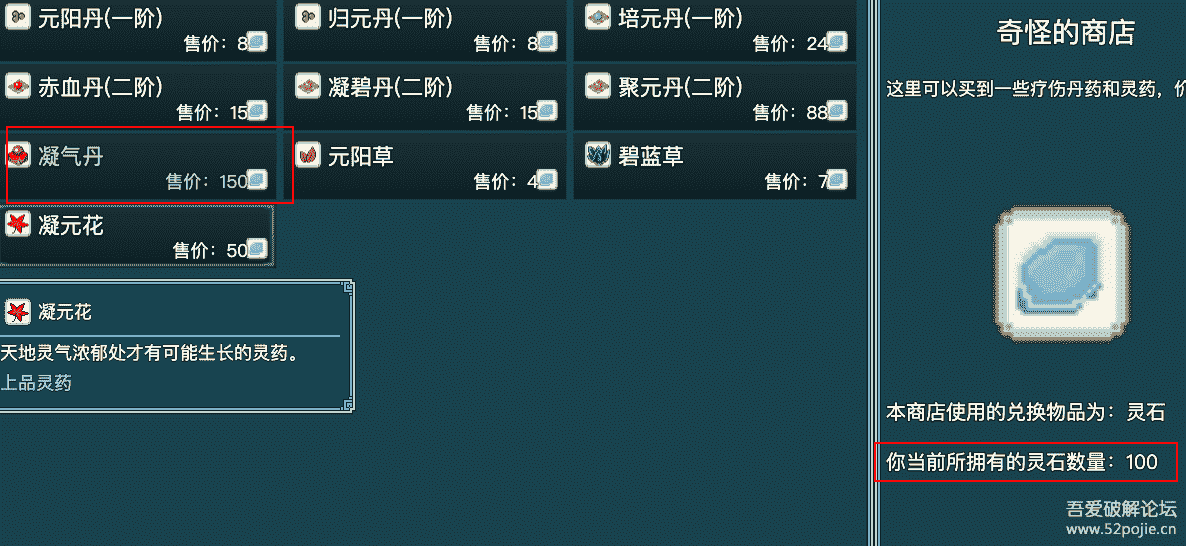 元阳丹(一阶)
售价：8
归元丹(一阶)
售价：8
培元丹(一阶)
售价：24
赤血丹(二阶)
售价：15
凝碧丹(二阶)
售价：15
聚元丹(二阶)
售价：88
凝气丹
售价：150
元阳草
售价：4
碧蓝草
售价：7
凝元花
售价：50
凝元花
天地灵气浓郁处才有可能生长的灵药。
上品灵药
奇怪的商店
这里可以买到一些疗伤丹药和灵药，
本商店使用的兑换物品为：灵石
你当前所拥有的灵石数量：100
吾爱破解论坛
www.52pojie.cn